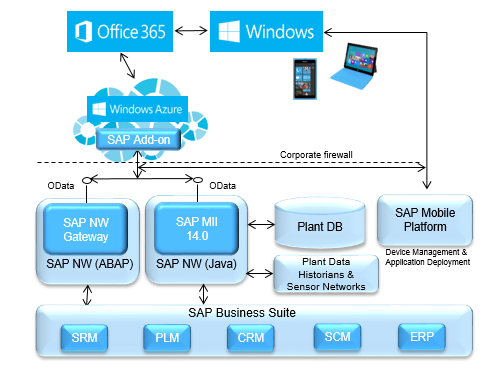 Office 365
Windows
Windows Azure
SAP Add-on
Corporate firewall
OData
OData
SAP NW
Gateway
SAP NW (ABAP)
SAP MII
14.0
SAP NW (Java)
Plant DB
Plant Data
Historians &
Sensor Networks
SAP Mobile
Platform
Device Management &
Application Deployment
SAP Business Suite
SRM
PLM
CRM
SCM
ERP